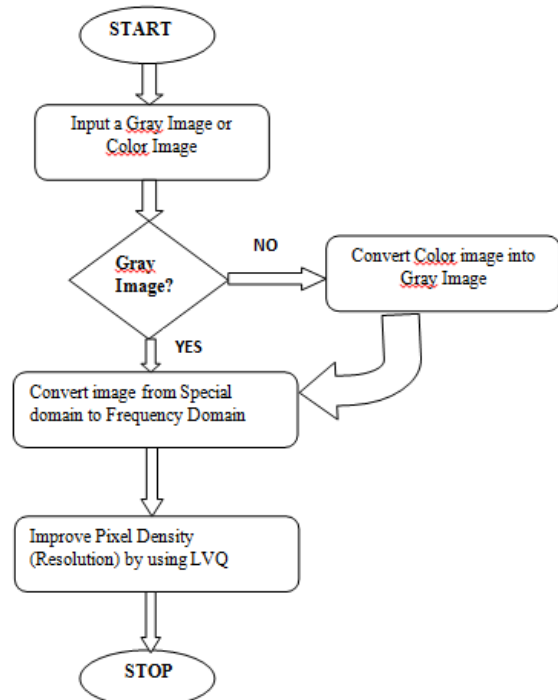 START
Input a Gray Image or
Color Image
Gray
Image?
NO
Convert Color image into
Gray Image
YES
Convert image from Special
domain to Frequency Domain
Improve Pixel Density
(Resolution) by using LVQ
STOP